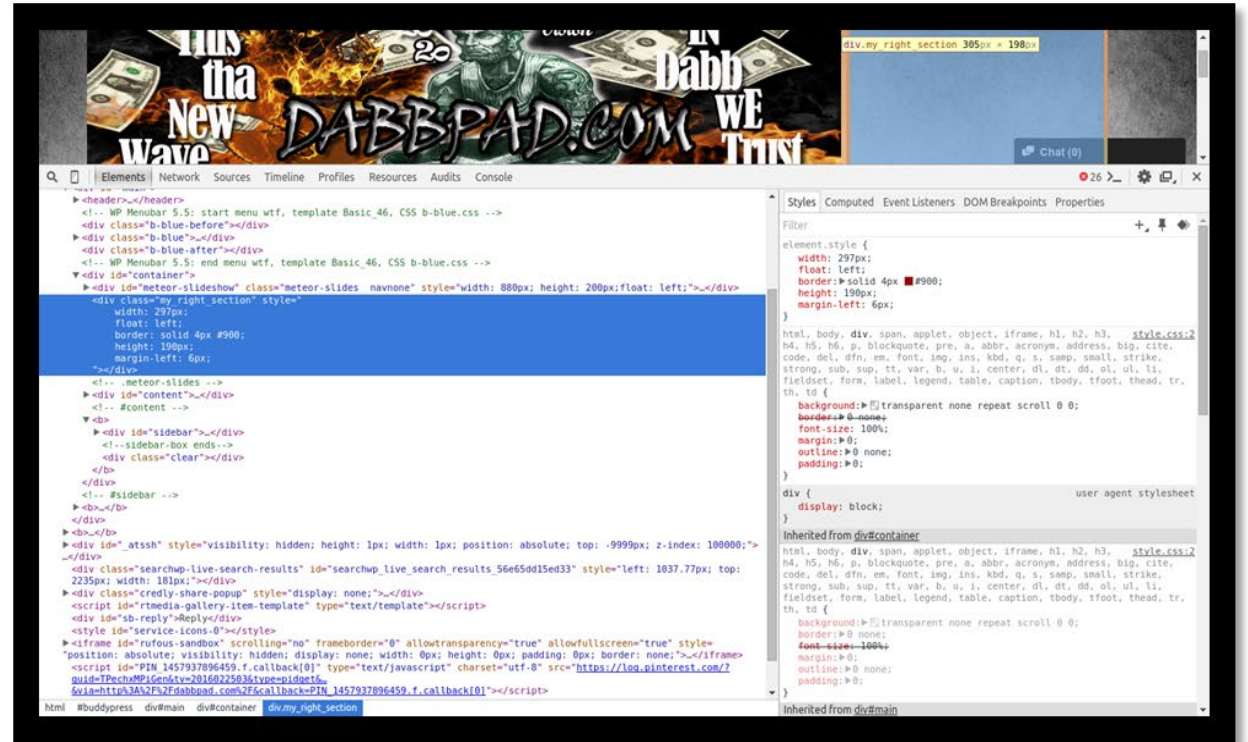 This
tha
New
Wave
20
20
Vision
IN
Dabb
WE
Trust
DABBPAD.COM
div.my_right_section 305px × 198px
Chat (0)
Elements Network Sources Timeline Profiles Resources Audits Console
26
<header>…</header>
<!-- WP Menubar 5.5: start menu wtf, template Basic_46, CSS b-blue.css -->
<div class="b-blue-before"></div>
<div class="b-blue">…</div>
<div class="b-blue-after"></div>
<!-- WP Menubar 5.5: end menu wtf, template Basic_46, CSS b-blue.css -->
<div id="container">
<div id="meteor-slideshow" class="meteor-slides  navnone" style="width: 880px; height: 200px;float: left;">…</div>
<div class="my_right_section" style="
width: 297px;
float: left;
border: solid 4px #900;
height: 190px;
margin-left: 6px;
"></div>
<!-- .meteor-slides -->
<div id="content">…</div>
<!-- #content -->
<b>
<div id="sidebar">…</div>
<!--sidebar-box ends-->
<div class="clear"></div>
</b>
</div>
<!-- #sidebar -->
<b>…</b>
</div>
<b>…</b>
<div id="_atssh" style="visibility: hidden; height: 1px; width: 1px; position: absolute; top: -9999px; z-index: 100000;">
…</div>
<div class="searchwp-live-search-results" id="searchwp_live_search_results_56e65dd15ed33" style="left: 1037.77px; top:
2235px; width: 181px;"></div>
<div class="credly-share-popup" style="display: none;">…</div>
<script id="rtmedia-gallery-item-template" type="text/template"></script>
<div id="sb-reply">Reply</div>
<style id="service-icons-0"></style>
<iframe id="rufous-sandbox" scrolling="no" frameborder="0" allowtransparency="true" allowfullscreen="true" style=
"position: absolute; visibility: hidden; display: none; width: 0px; height: 0px; padding: 0px; border: none;">…</iframe>
<script id="PIN_1457937896459.f.callback[0]" type="text/javascript" charset="utf-8" src="https://log.pinterest.com/?
guid=TPechxMPiGen&tv=2016022503&type=pidget&…
&via=http%3A%2F%2Fdabbpad.com%2F&callback=PIN_1457937896459.f.callback[0]"></script>
html #buddypress div#main div#container div.my_right_section
Styles Computed Event Listeners DOM Breakpoints Properties
Filter
element.style {
width: 297px;
float: left;
border: solid 4px #900;
height: 190px;
margin-left: 6px;
}
html, body, div, span, applet, object, iframe, h1, h2, h3, style.css:2
h4, h5, h6, p, blockquote, pre, a, abbr, acronym, address, big, cite,
code, del, dfn, em, font, img, ins, kbd, q, s, samp, small, strike,
strong, sub, sup, tt, var, b, u, i, center, dl, dt, dd, ol, ul, li,
fieldset, form, label, legend, table, caption, tbody, tfoot, thead, tr,
th, td {
background: transparent none repeat scroll 0 0;
border: 0 none;
font-size: 100%;
margin: 0;
outline: 0 none;
padding: 0;
}
div { user agent stylesheet
display: block;
}
Inherited from div#container
html, body, div, span, applet, object, iframe, h1, h2, h3, style.css:2
h4, h5, h6, p, blockquote, pre, a, abbr, acronym, address, big, cite,
code, del, dfn, em, font, img, ins, kbd, q, s, samp, small, strike,
strong, sub, sup, tt, var, b, u, i, center, dl, dt, dd, ol, ul, li,
fieldset, form, label, legend, table, caption, tbody, tfoot, thead, tr,
th, td {
background: transparent none repeat scroll 0 0;
border: 0 none;
font-size: 100%;
margin: 0;
outline: 0 none;
padding: 0;
}
Inherited from div#main